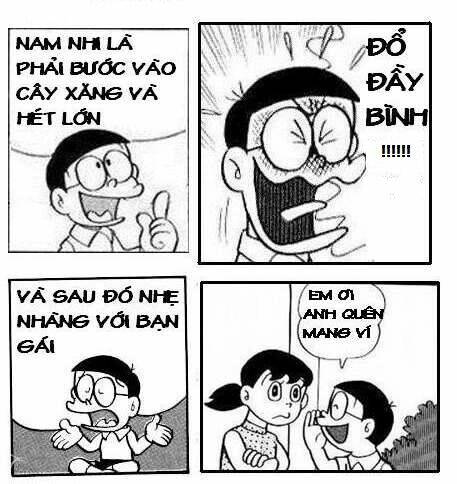 NAM NHI LÀ
PHẢI BƯỚC VÀO
CÂY XĂNG VÀ
HÉT LỚN
ĐỔ
ĐẦY
BÌNH
!!!!!!
VÀ SAU ĐÓ NHẸ
NHÀNG VỚI BẠN
GÁI
EM ƠI
ANH QUÊN
MANG VÍ